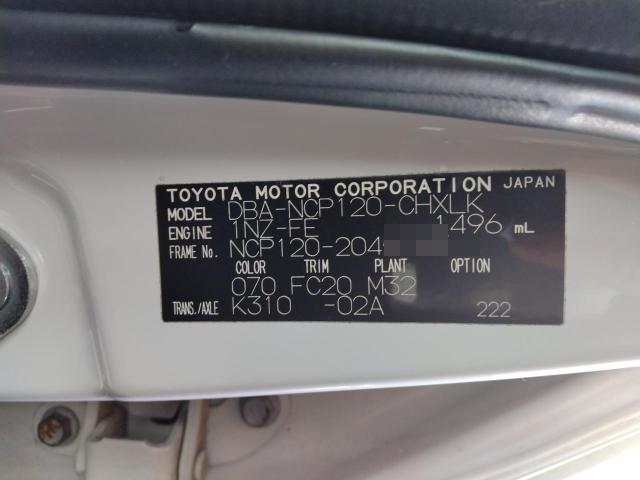 TOYOTA MOTOR CORPORATION JAPAN
MODEL DBA-NCP120-CHXLK
ENGINE 1NZ-FE 1496 mL
FRAME No. NCP120-204
COLOR TRIM PLANT OPTION
070 FC20 M32
TRANS./AXLE K310 -02A 222